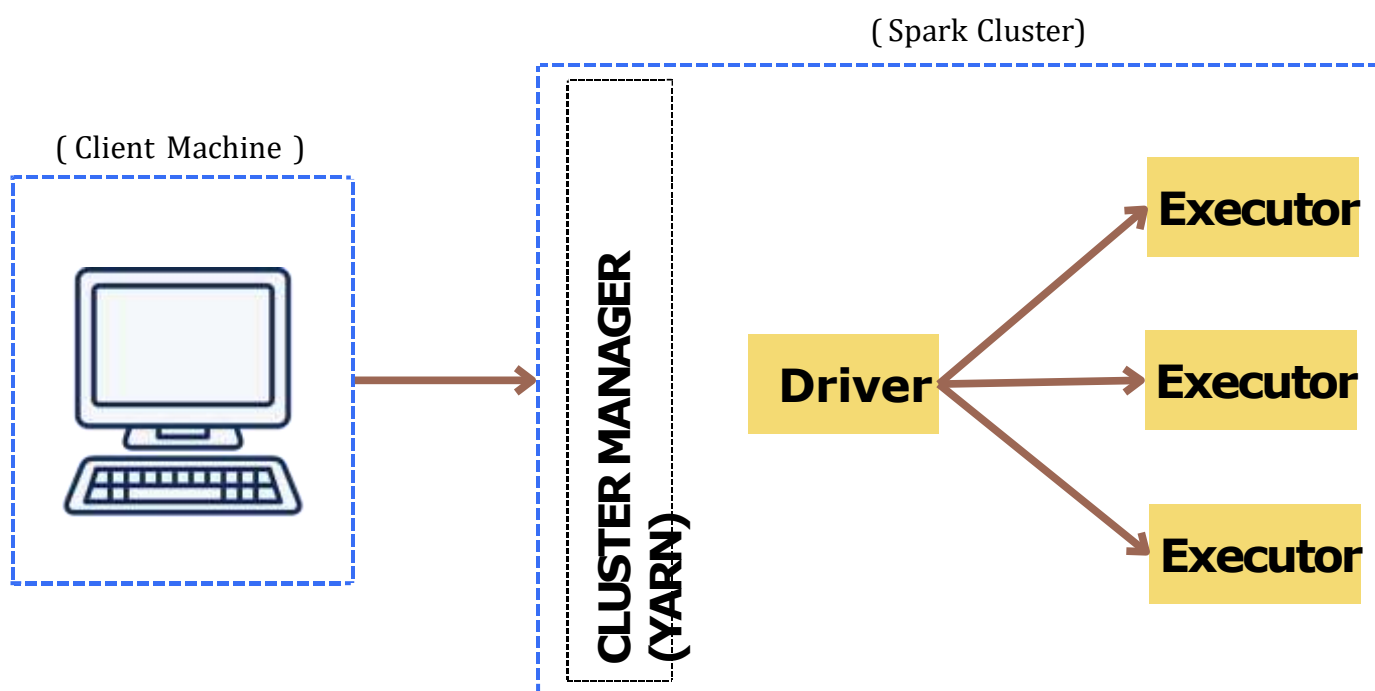 ( Spark Cluster)
( Client Machine )
CLUSTER MANAGER
(YARN)
Driver
Executor
Executor
Executor